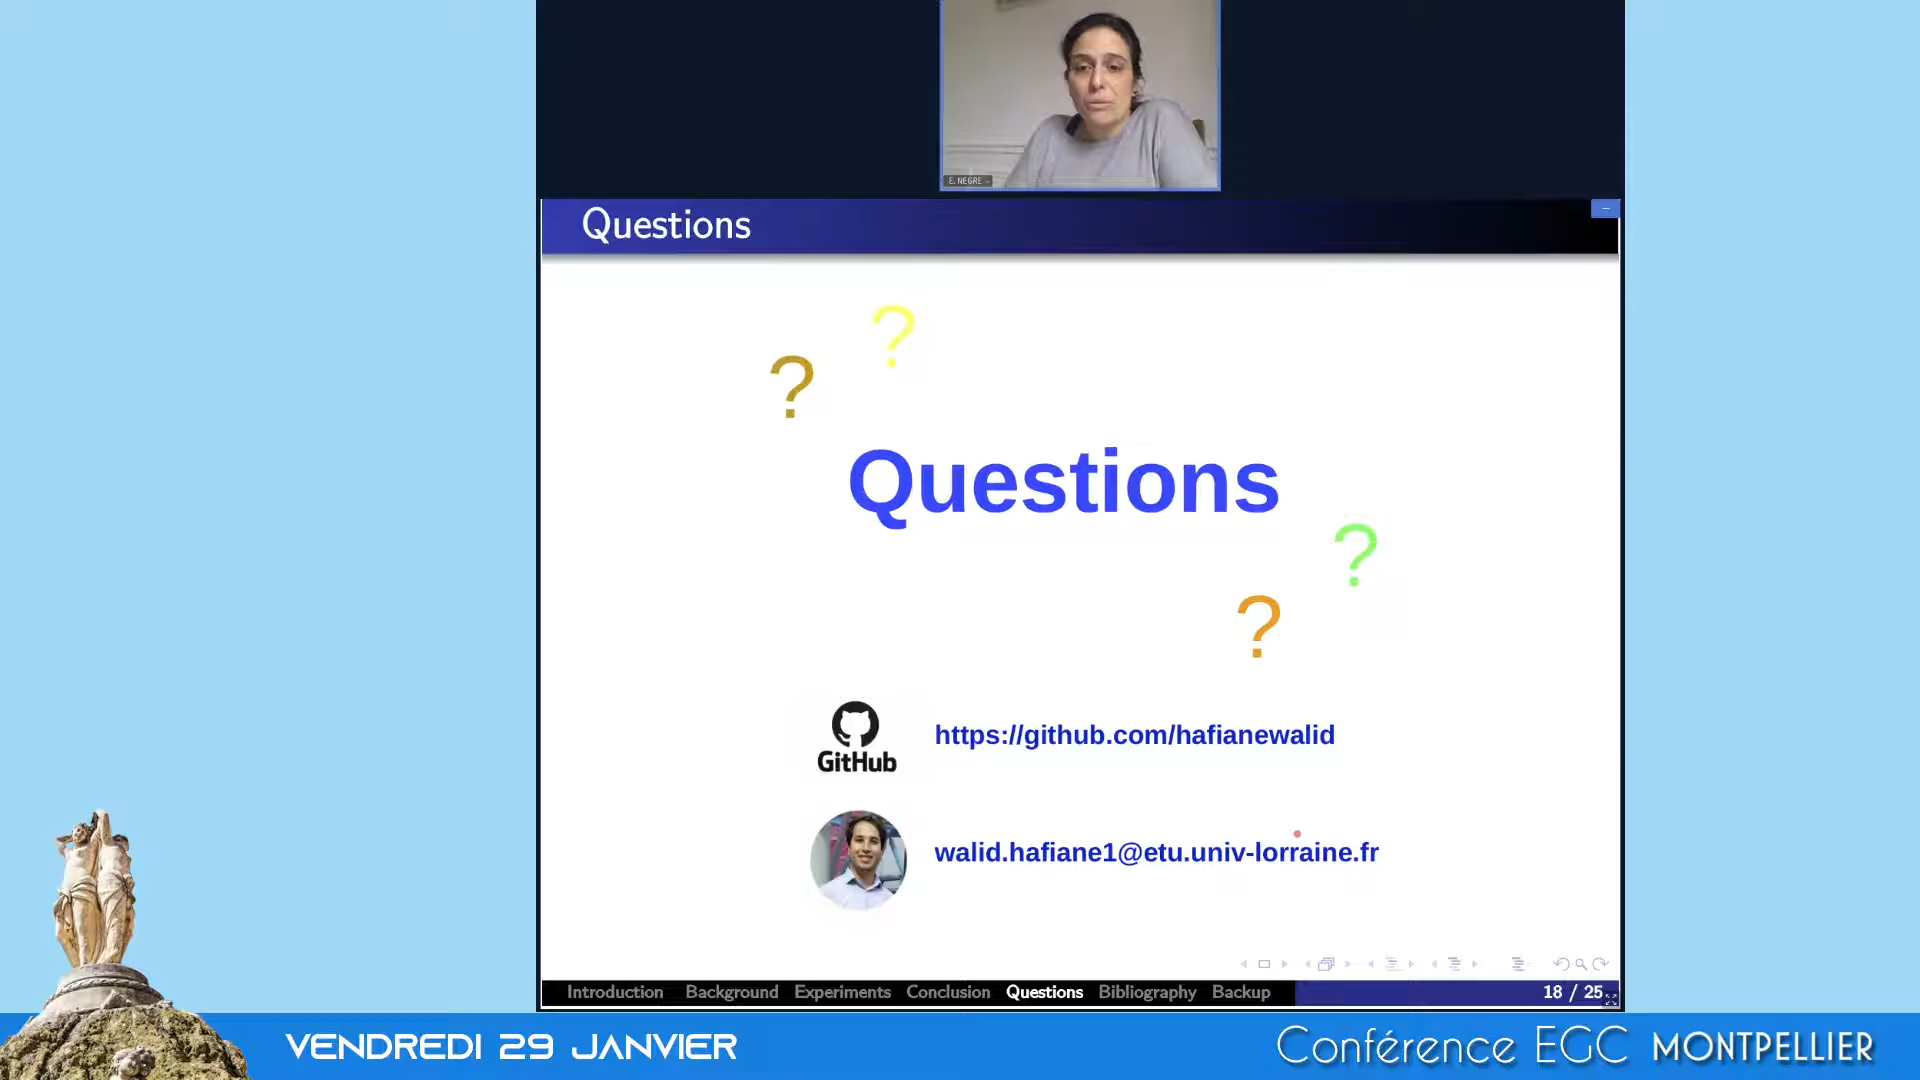 E. NEGRE
Questions
?
?
Questions
?
?
GitHub
https://github.com/hafianewalid
walid.hafiane1@etu.univ-lorraine.fr
Introduction Background Experiments Conclusion Questions Bibliography Backup 18 / 25
VENDREDI 29 JANVIER
Conférence EGC MONTPELLIER